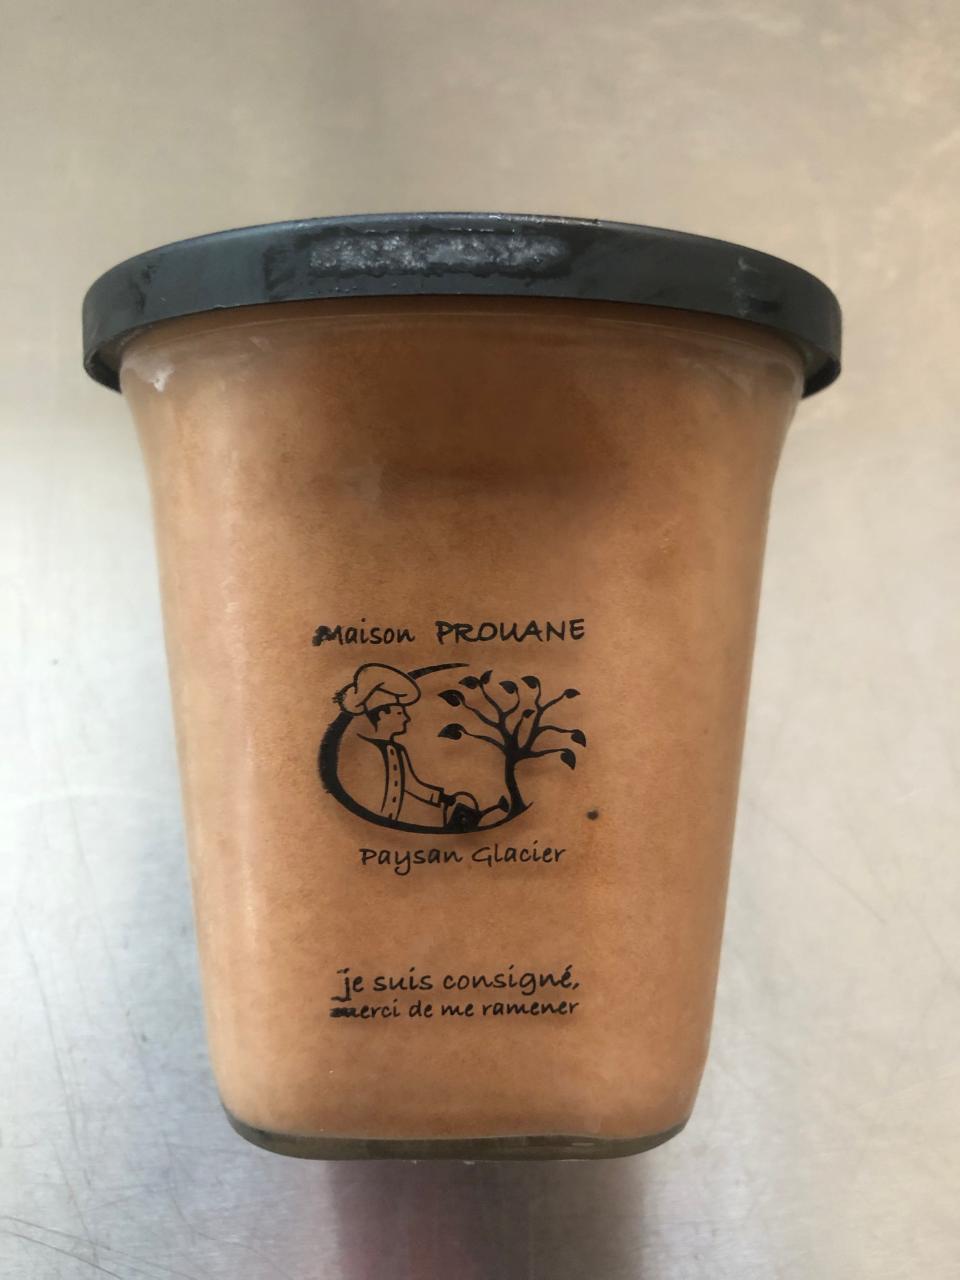 Maison PROUANE
Paysan Glacier
je suis consigné,
merci de me ramener